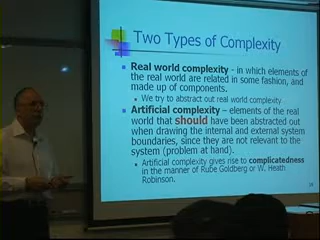 Two Types of Complexity
Real world complexity - in which elements of
the real world are related in some fashion, and
made up of components.
We try to abstract out real world complexity
Artificial complexity – elements of the real
world that should have been abstracted out
when drawing the internal and external system
boundaries, since they are not relevant to the
system (problem at hand).
Artificial complexity gives rise to complicatedness
in the manner of Rube Goldberg or W. Heath
Robinson.